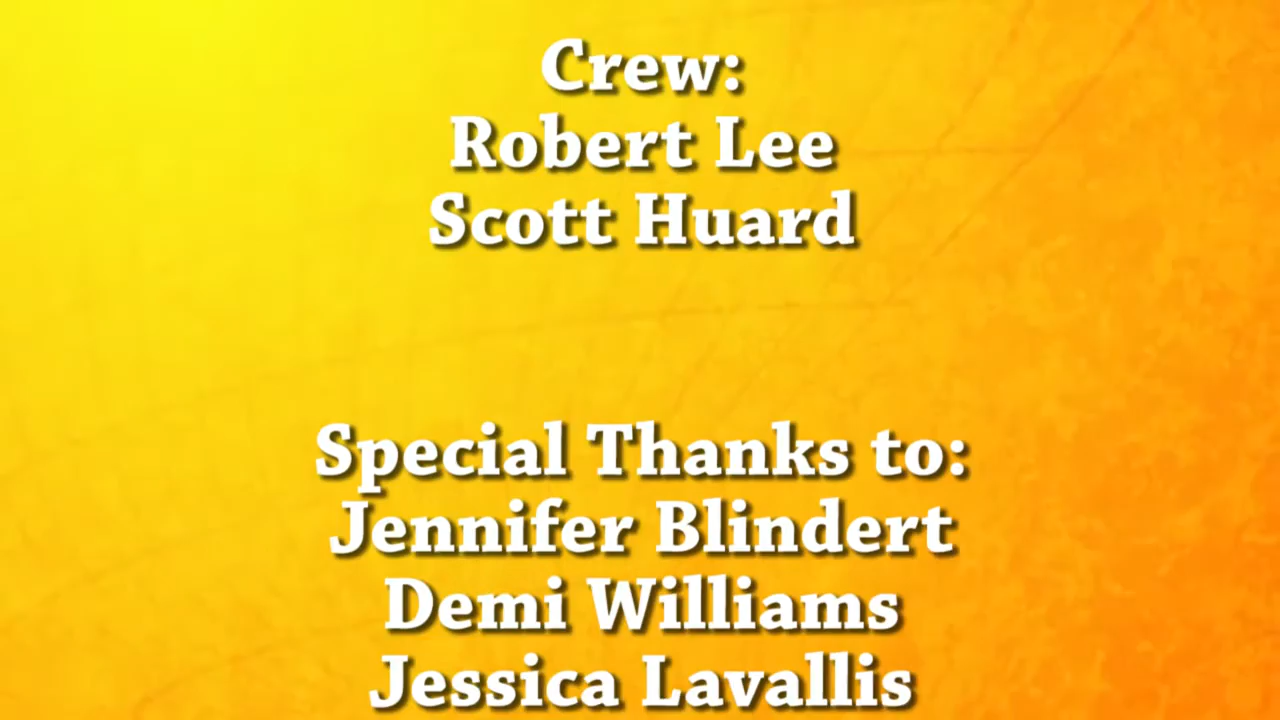 Crew:
Robert Lee
Scott Huard
Special Thanks to:
Jennifer Blindert
Demi Williams
Jessica Lavallis